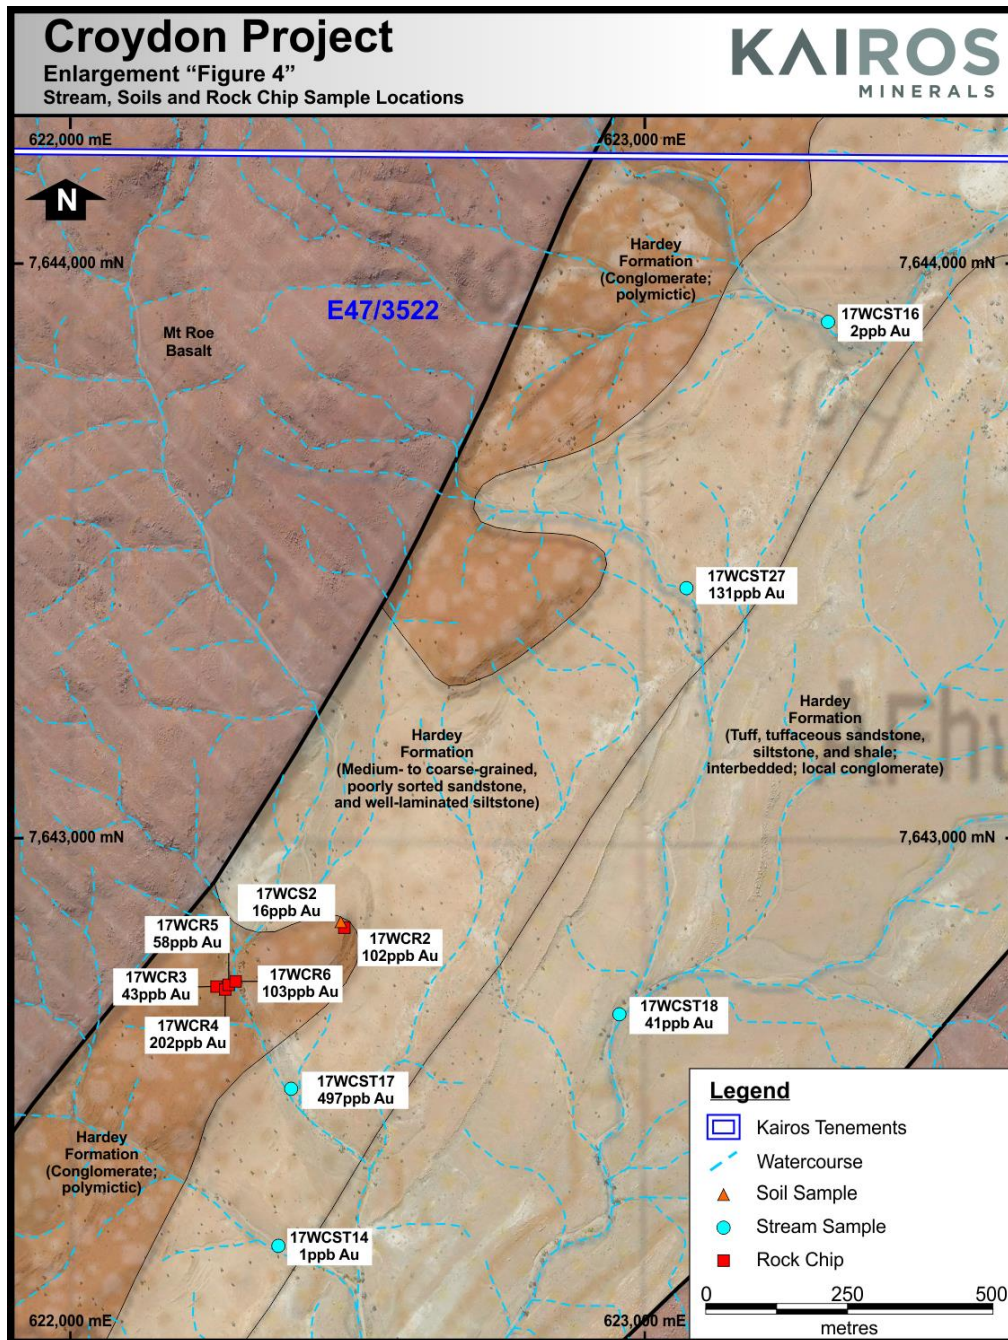 Croydon Project
Enlargement “Figure 4”
Stream, Soils and Rock Chip Sample Locations
KAIROS
MINERALS
622,000 mE
623,000 mE
N
7,644,000 mN
7,644,000 mN
Hardey
Formation
(Conglomerate;
polymictic)
E47/3522
Mt Roe
Basalt
17WCST16
2ppb Au
17WCST27
131ppb Au
Hardey
Formation
(Medium- to coarse-grained,
poorly sorted sandstone,
and well-laminated siltstone)
Hardey
Formation
(Tuff, tuffaceous sandstone,
siltstone, and shale;
interbedded; local conglomerate)
7,643,000 mN
7,643,000 mN
17WCS2
16ppb Au
17WCR5
58ppb Au
17WCR2
102ppb Au
17WCR3
43ppb Au
17WCR6
103ppb Au
17WCR4
202ppb Au
17WCST18
41ppb Au
17WCST17
497ppb Au
Hardey
Formation
(Conglomerate;
polymictic)
17WCST14
1ppb Au
622,000 mE
623,000 mE
Legend
Kairos Tenements
Watercourse
Soil Sample
Stream Sample
Rock Chip
0 250 500
metres